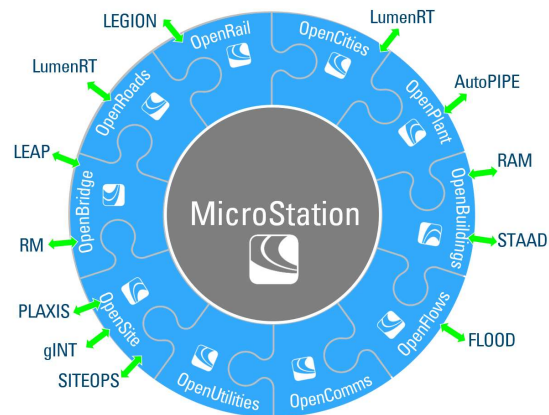 LEGION
OpenRail
OpenCities
LumenRT
LumenRT
OpenRoads
OpenPlant
AutoPIPE
LEAP
OpenBridge
RM
MicroStation
OpenBuildings
RAM
STAAD
PLAXIS
gINT
SITEOPS
OpenSite
OpenUtilities
OpenComms
OpenFlows
FLOOD